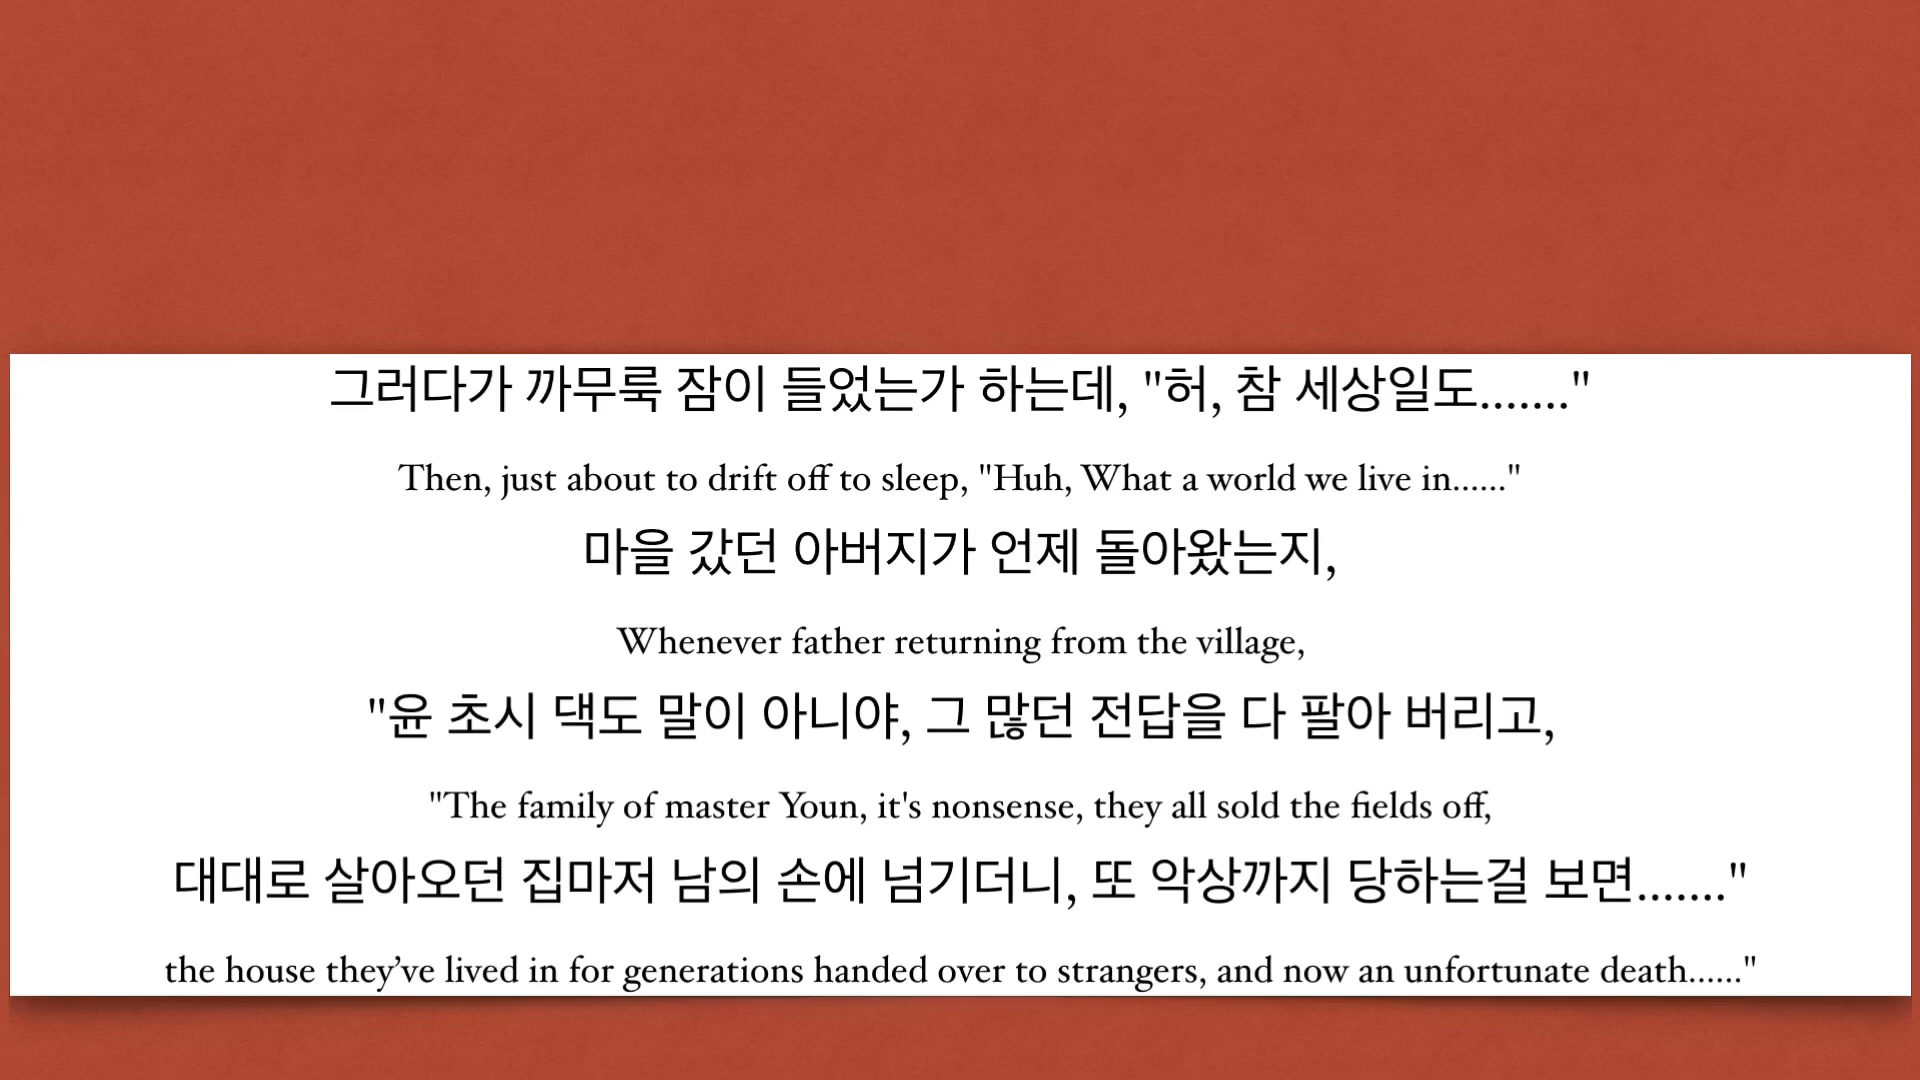 그러다가 까무룩 잠이 들었는가 하는데, "허, 참 세상일도......."
Then, just about to drift off to sleep, "Huh, What a world we live in......"
마을 갔던 아버지가 언제 돌아왔는지,
Whenever father returning from the village,
"윤 초시 댁도 말이 아니야, 그 많던 전답을 다 팔아 버리고,
"The family of master Youn, it's nonsense, they all sold the fields off,
대대로 살아오던 집마저 남의 손에 넘기더니, 또 악상까지 당하는걸 보면......."
the house they’ve lived in for generations handed over to strangers, and now an unfortunate death......"